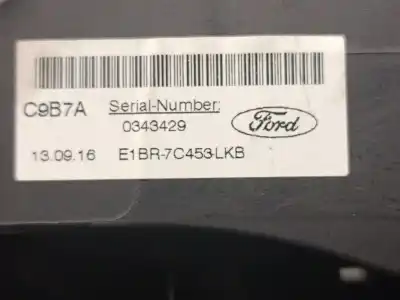 C9B7A Serial-Number:
0343429
Ford
13.09.16 E1BR-7C453-LKB